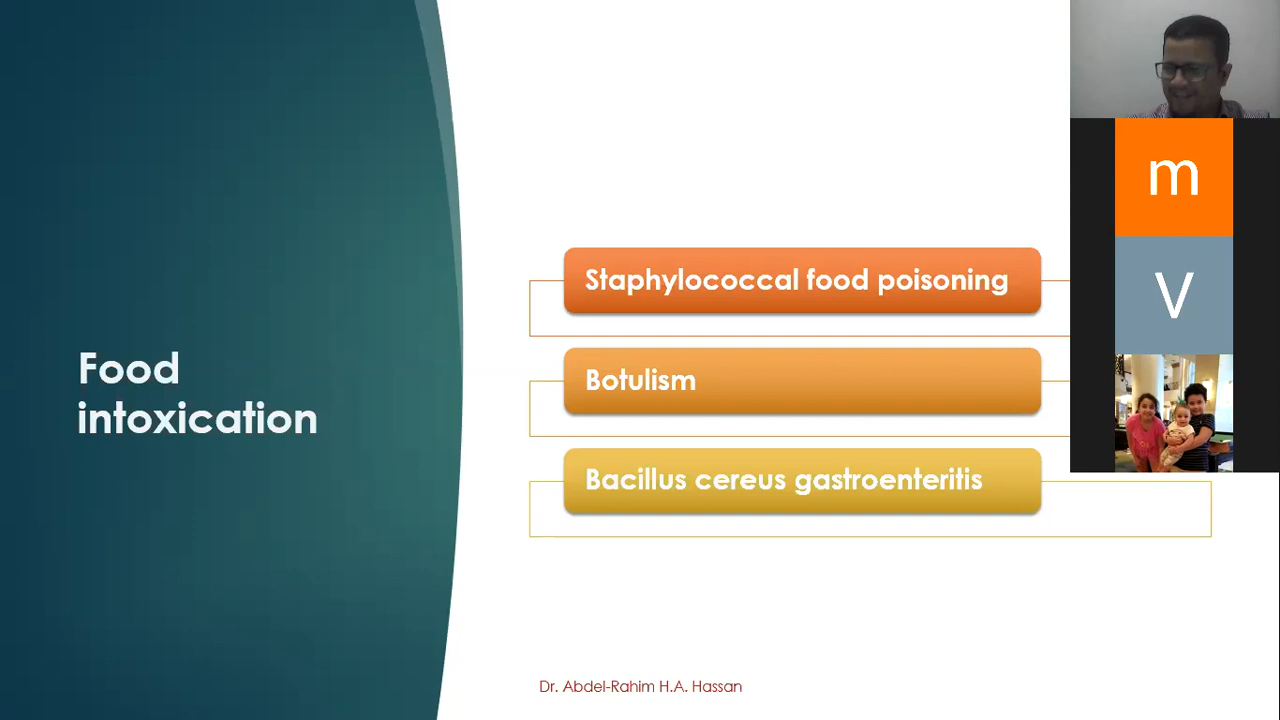 Food
intoxication
Staphylococcal food poisoning
Botulism
Bacillus cereus gastroenteritis
Dr. Abdel-Rahim H.A. Hassan
m
V